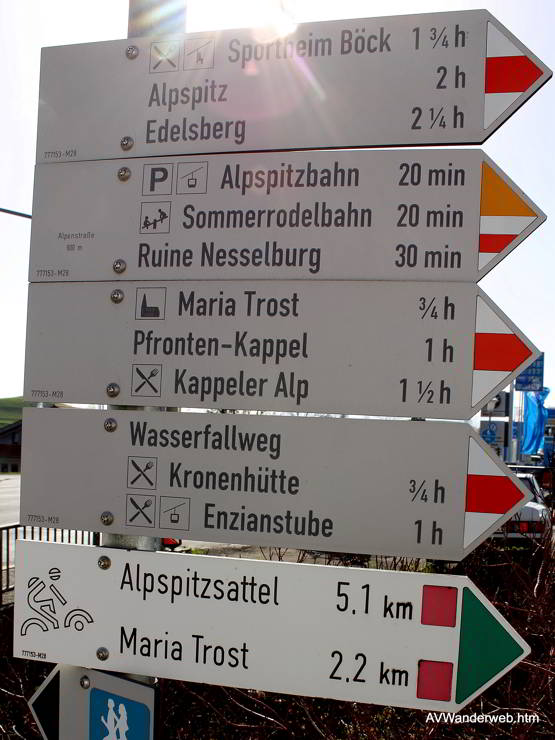 Sportheim Böck 1 ¾ h
Alpspitz 2 h
Edelsberg 2 ¼ h
777153-M28
P Alpspitzbahn 20 min
Sommerrodelbahn 20 min
Alpenstraße
900 m
Ruine Nesselburg 30 min
777153-M28
Maria Trost ¾ h
Pfronten-Kappel 1 h
Kappeler Alp 1 ½ h
777153-M28
Wasserfallweg
Kronenhütte ¾ h
Enzianstube 1 h
777153-M28
Alpspitzsattel 5,1 km
Maria Trost 2,2 km
777153-M28
AVWanderweg.htm